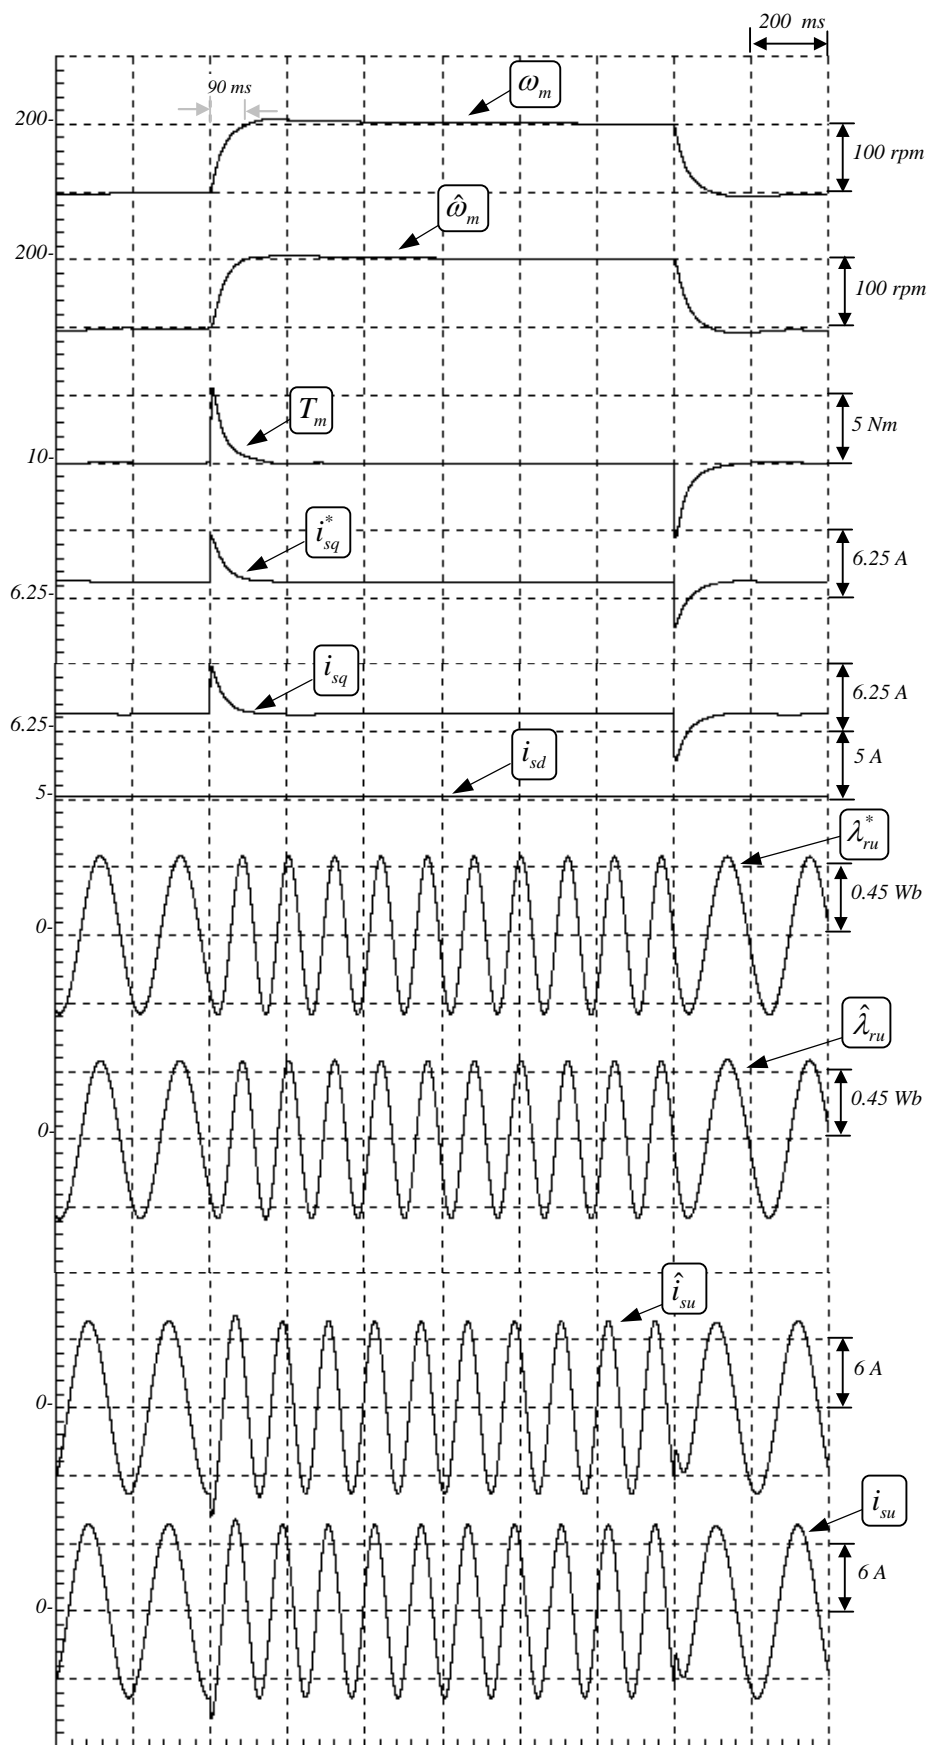 200 ms
90 ms
ω_m
200-
100 rpm
ω̂_m
200-
100 rpm
T_m
5 Nm
10-
i*_sq
6.25 A
6.25-
i_sq
6.25 A
6.25-
i_sd
5 A
5-
λ*_ru
0.45 Wb
0-
λ̂_ru
0.45 Wb
0-
î_su
6 A
0-
i_su
6 A
0-